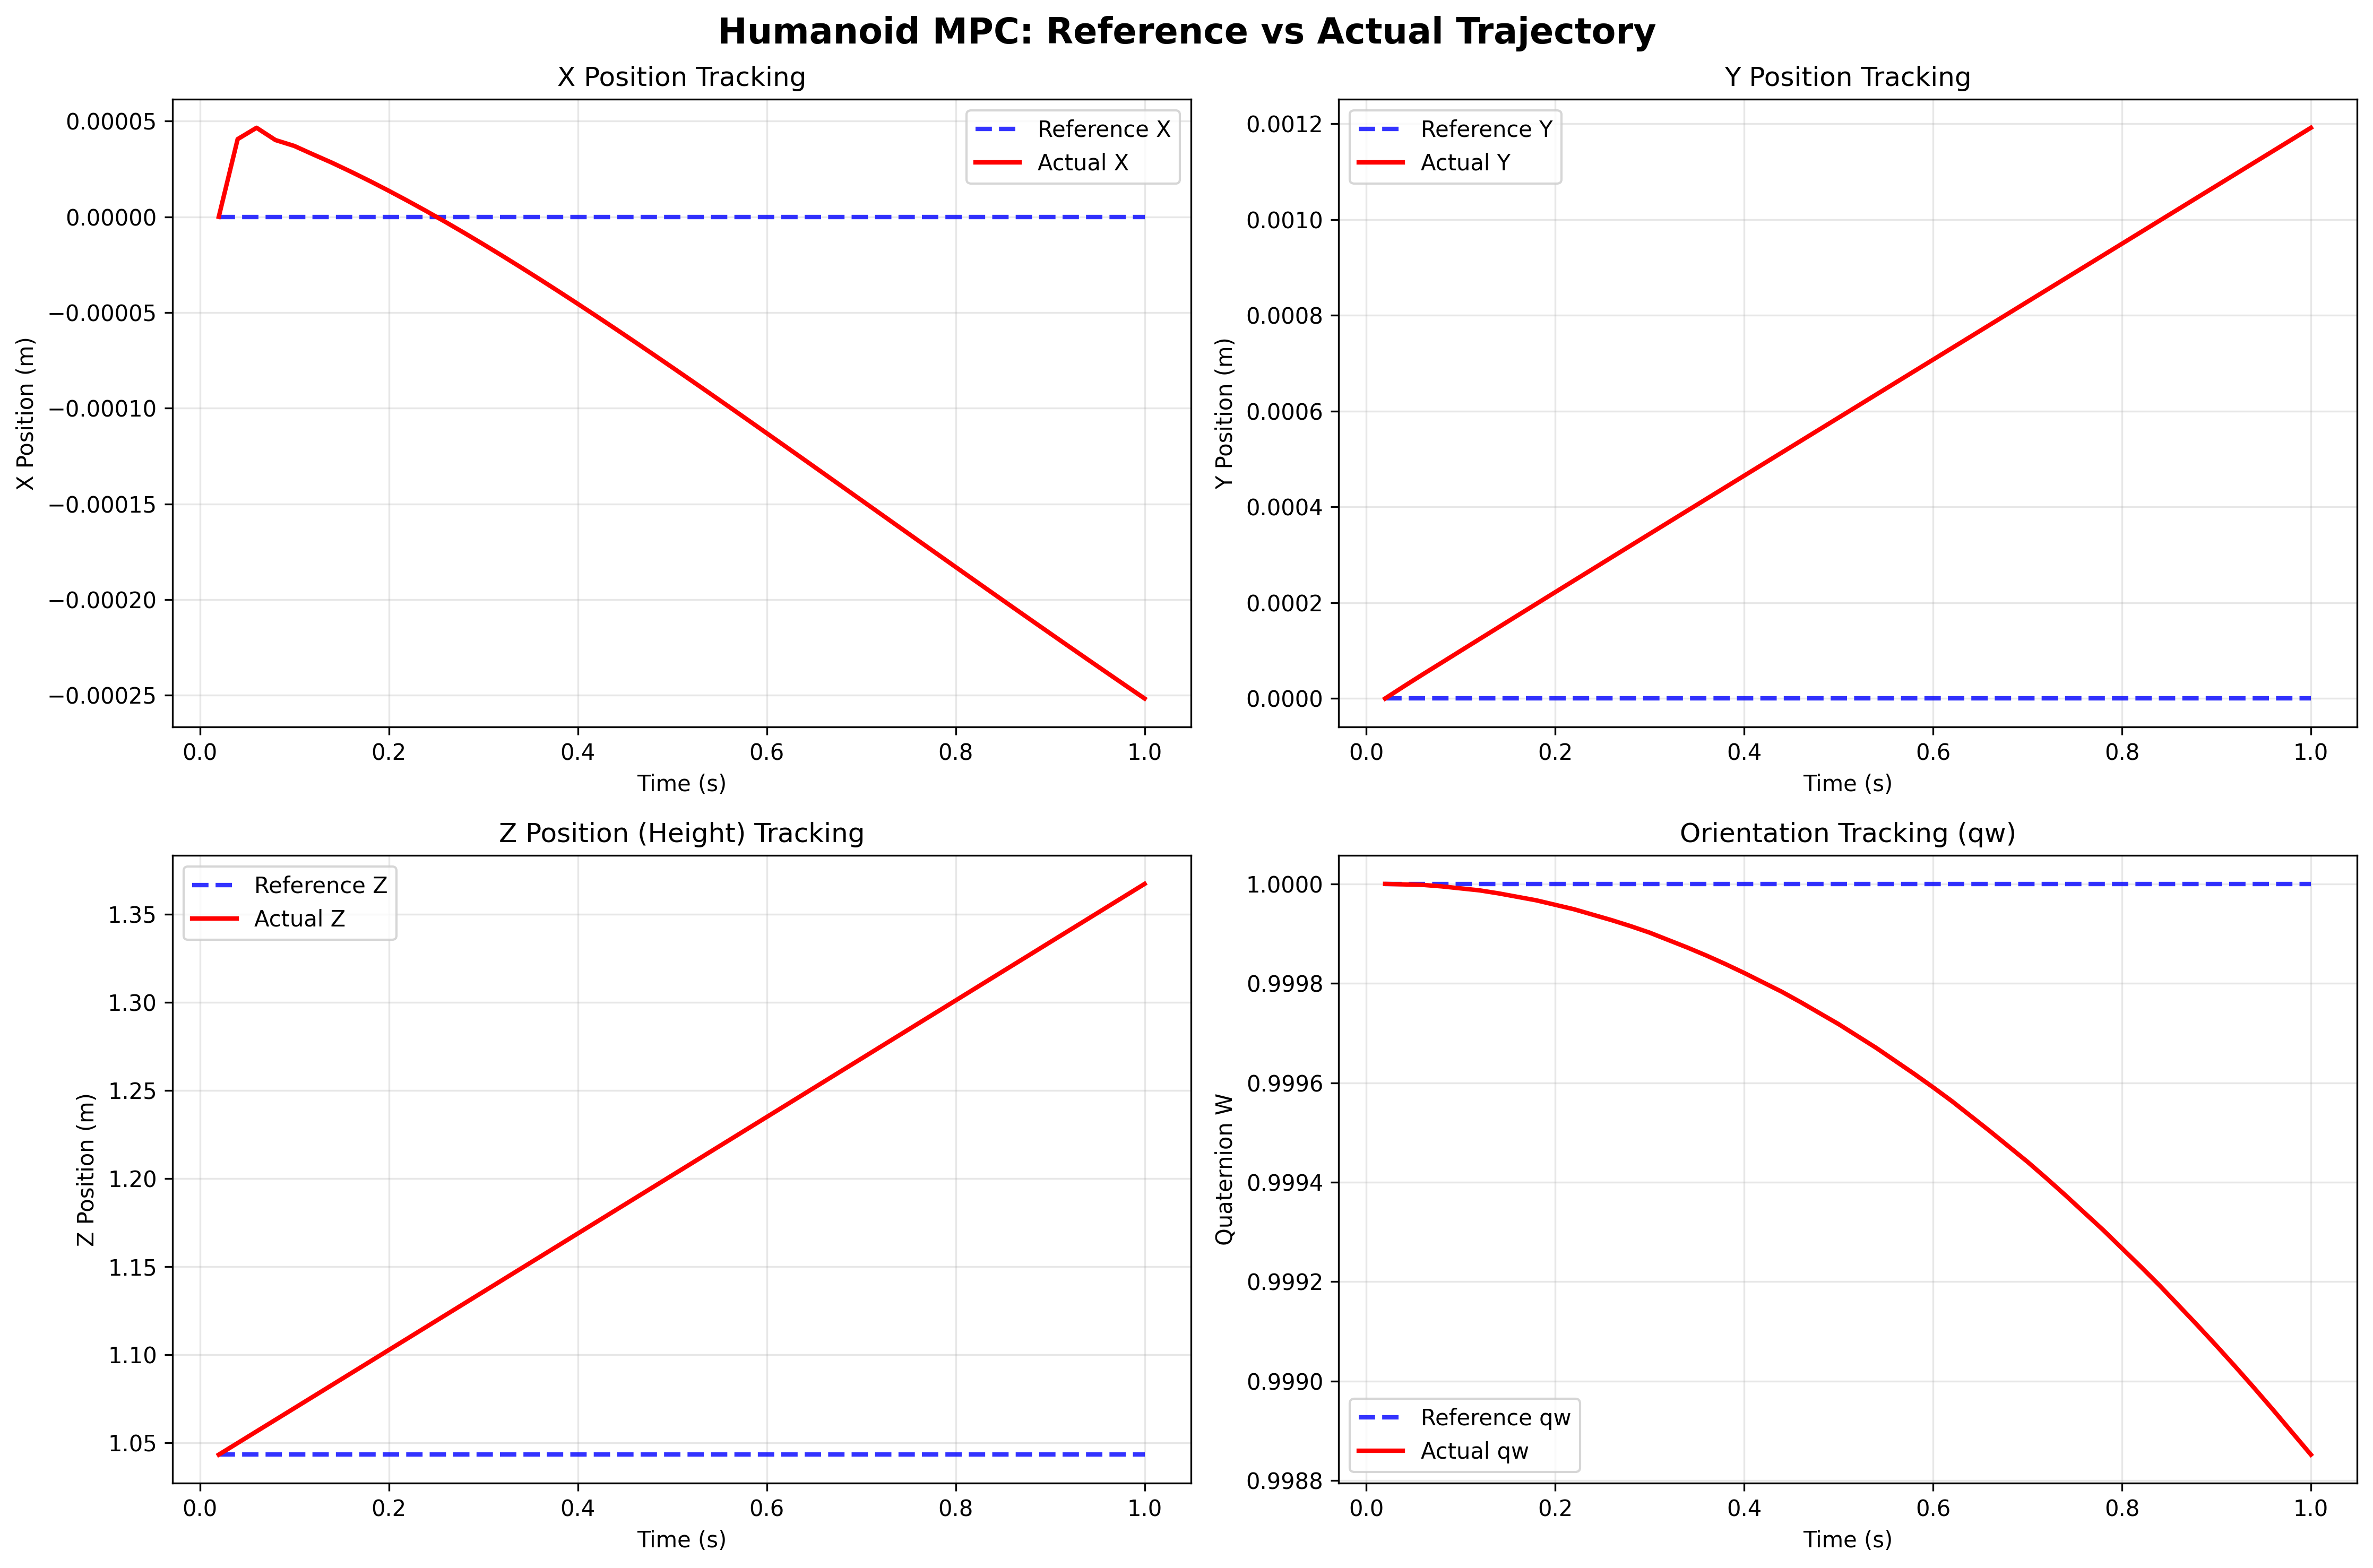 Humanoid MPC: Reference vs Actual Trajectory
X Position Tracking
0.00005
0.00000
−0.00005
−0.00010
−0.00015
−0.00020
−0.00025
X Position (m)
Reference X
Actual X
0.0 0.2 0.4 0.6 0.8 1.0
Time (s)
Y Position Tracking
0.0012
0.0010
0.0008
0.0006
0.0004
0.0002
0.0000
Y Position (m)
Reference Y
Actual Y
0.0 0.2 0.4 0.6 0.8 1.0
Time (s)
Z Position (Height) Tracking
1.35
1.30
1.25
1.20
1.15
1.10
1.05
Z Position (m)
Reference Z
Actual Z
0.0 0.2 0.4 0.6 0.8 1.0
Time (s)
Orientation Tracking (qw)
1.0000
0.9998
0.9996
0.9994
0.9992
0.9990
0.9988
Quaternion W
Reference qw
Actual qw
0.0 0.2 0.4 0.6 0.8 1.0
Time (s)